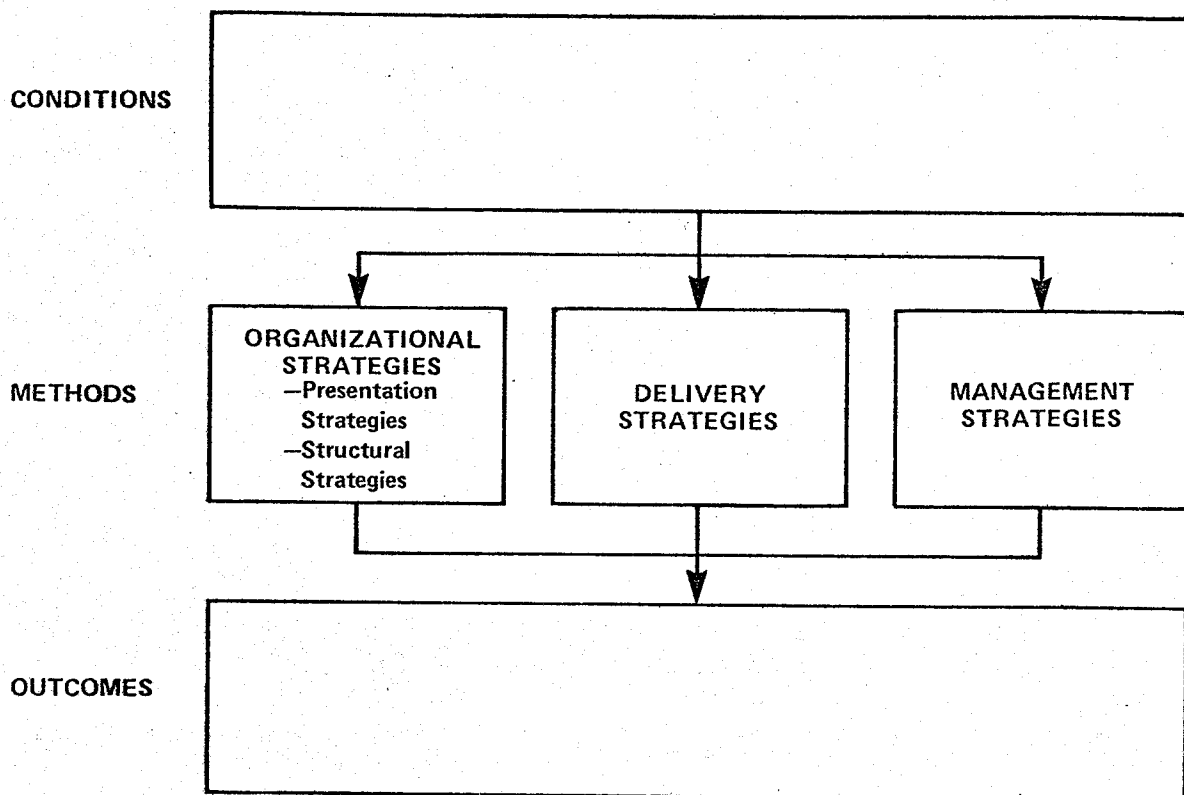 CONDITIONS
METHODS
ORGANIZATIONAL
STRATEGIES
—Presentation
Strategies
—Structural
Strategies
DELIVERY
STRATEGIES
MANAGEMENT
STRATEGIES
OUTCOMES